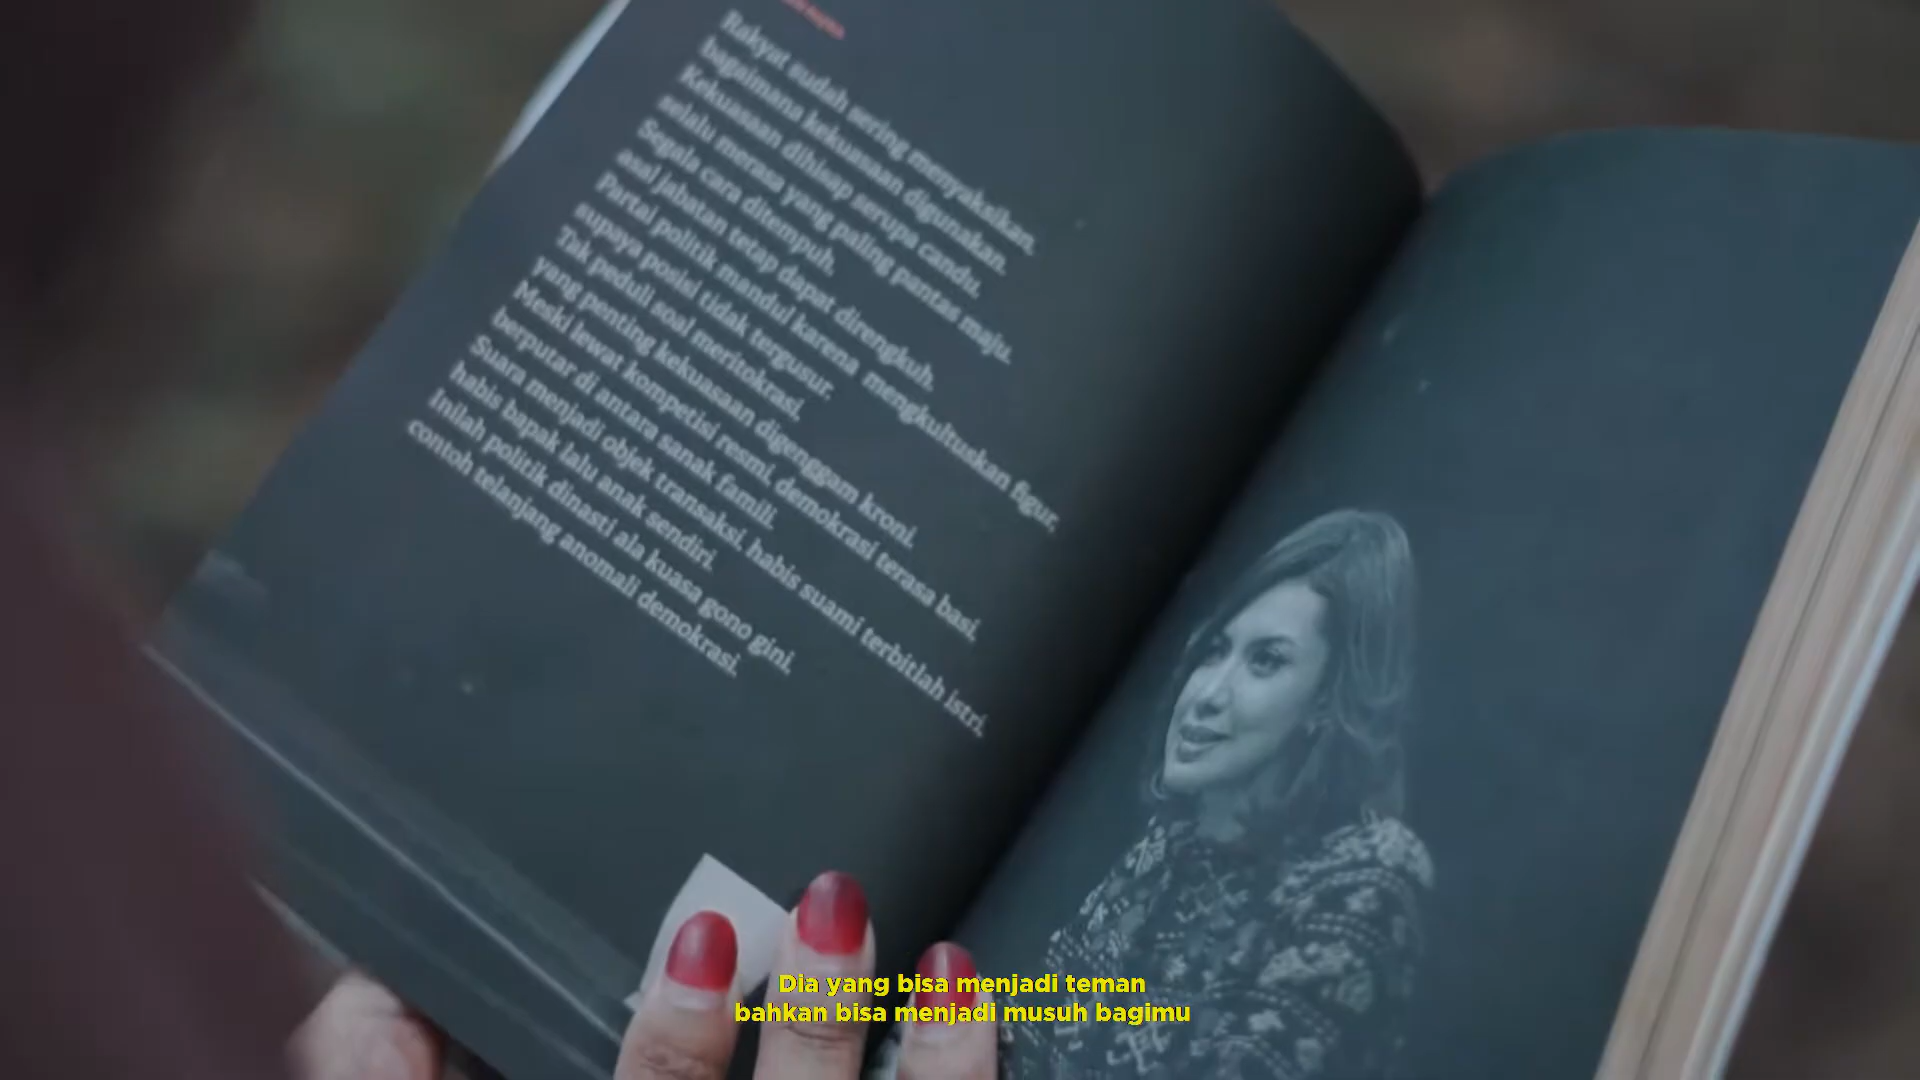 Rakyat sudah sering menyaksikan,
bagaimana kekuasaan digunakan.
Kekuasaan dihisap serupa candu,
selalu merasa yang paling pantas maju.
Segala cara ditempuh,
asal jabatan tetap dapat direngkuh.
Partai politik mandul karena mengkultuskan figur,
supaya posisi tidak tergusur.
Tak peduli soal meritokrasi,
yang penting kekuasaan digenggam kroni.
Meski lewat kompetisi resmi, demokrasi terasa basi,
berputar di antara sanak famili.
Suara menjadi objek transaksi, habis suami terbitlah istri,
habis bapak lalu anak sendiri.
Inilah politik dinasti ala kuasa gono gini,
contoh telanjang anomali demokrasi.
Dia yang bisa menjadi teman
bahkan bisa menjadi musuh bagimu